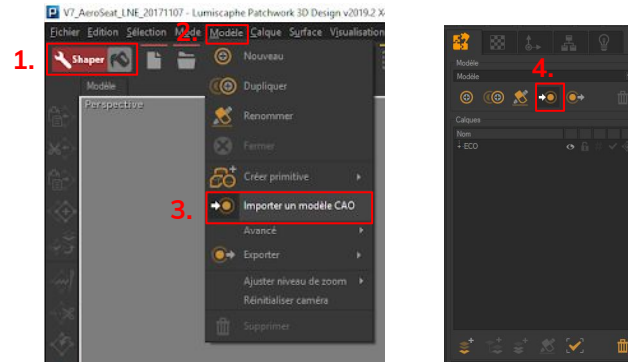 V7_AeroSeat_LNE_20171107 - Lumiscaphe Patchwork 3D Design v2019.2 X
Fichier Edition Sélection Mode Modèle Calque Surface Visualisation
1.
2.
Shaper
Modèle
Perspective
Nouveau
Dupliquer
Renommer
Fermer
Créer primitive
3.
Importer un modèle CAO
Avancé
Exporter
Ajuster niveau de zoom
Réinitialiser caméra
Supprimer
Modèle
Modèle
4.
Calques
Nom
ECO